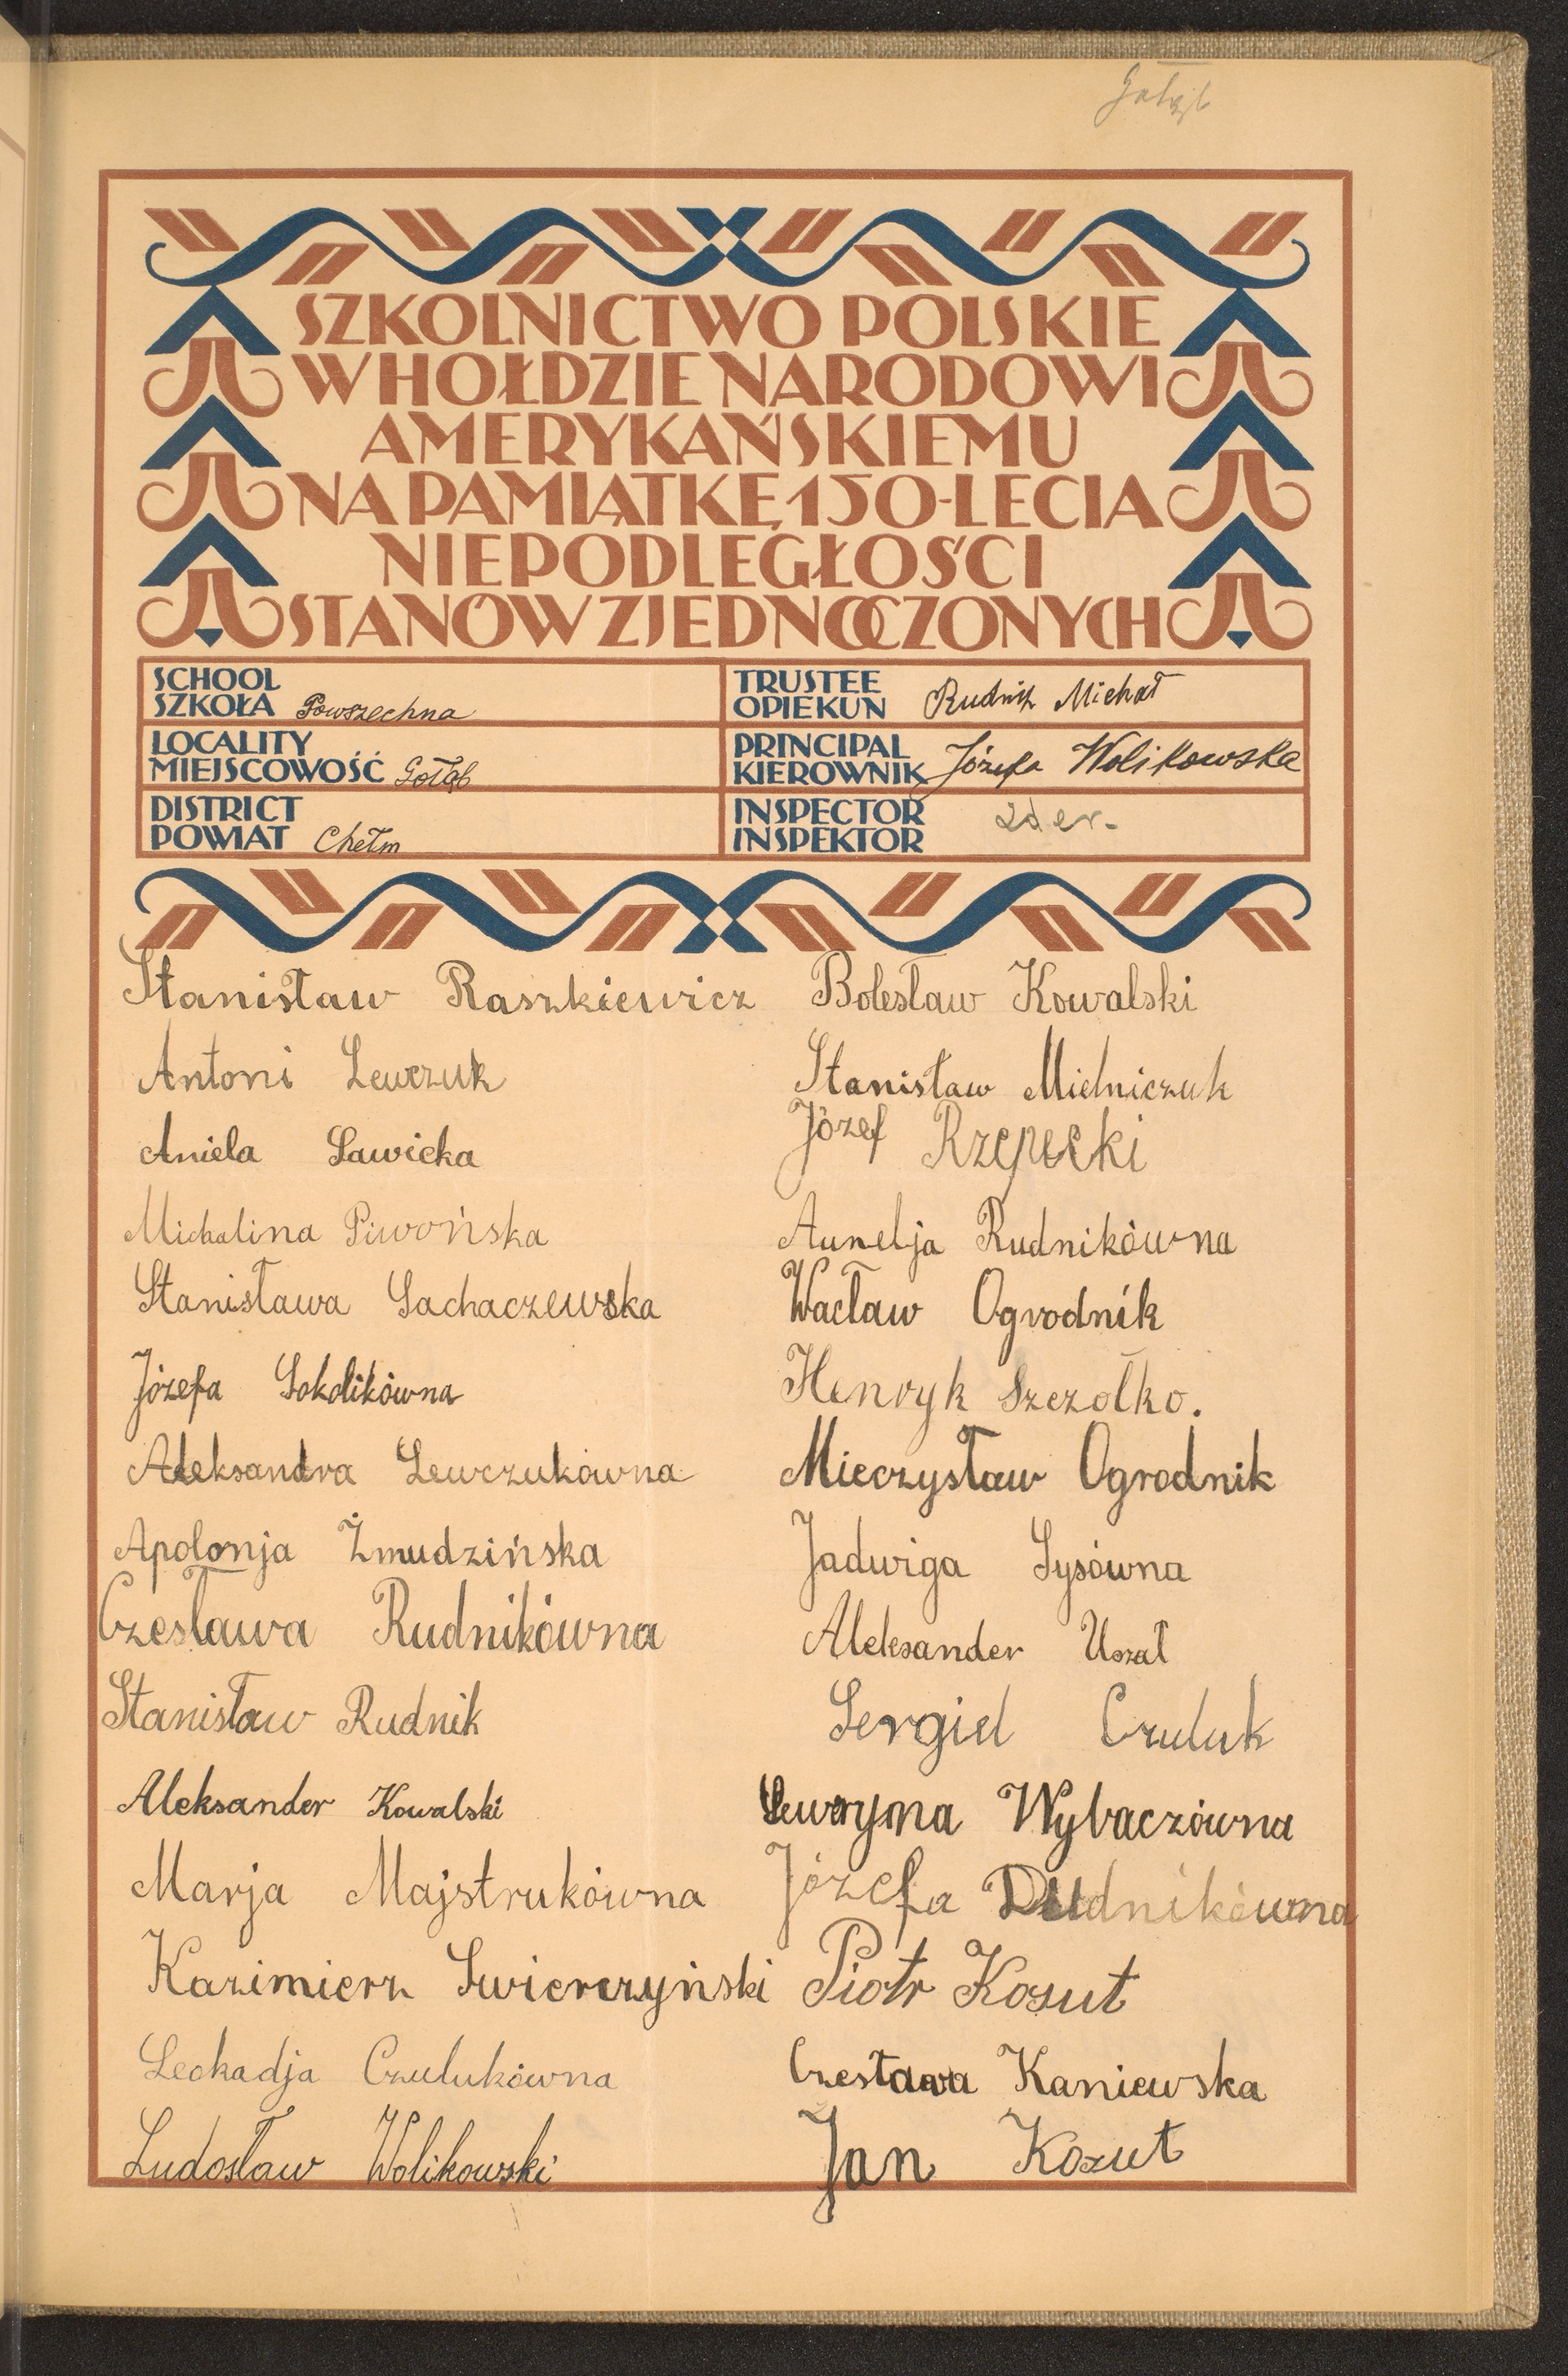 Gołąb
SZKOLNICTWO POLSKIE
W HOŁDZIE NARODOWI
AMERYKAŃSKIEMU
NA PAMIĄTKĘ 150-LECIA
NIEPODLEGŁOŚCI
STANÓW ZJEDNOCZONYCH
SCHOOL
SZKOŁA Powszechna
LOCALITY
MIEJSCOWOŚĆ Gołąb
DISTRICT
POWIAT Chełm
TRUSTEE
OPIEKUN Rudnik Michał
PRINCIPAL
KIEROWNIK Józefa Wolikowska
INSPECTOR
INSPEKTOR
Stanisław Raszkiewicz
Antoni Lewczuk
Aniela Sawicka
Michalina Piwońska
Stanisława Sachaczewska
Józefa Sokolikówna
Aleksandra Lewczukówna
Apolonja Żmudzińska
Czesława Rudnikówna
Stanisław Rudnik
Aleksander Kowalski
Marja Majstrukówna
Kazimierz Swierczyński
Leokadja Czulukówna
Ludosław Wolikowski
Bolesław Kowalski
Stanisław Mielniczuk
Józef Rzepecki
Aurelja Rudnikówna
Wacław Ogrodnik
Henryk Szczołko.
Mieczysław Ogrodnik
Jadwiga Sysówna
Aleksander Uszał
Sergiel Czuluk
Seweryna Wybaczówna
Józefa Dudnikówna
Piotr Kozut
Czesława Kaniewska
Jan Kozut